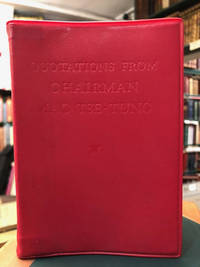 QUOTATIONS FROM
CHAIRMAN
MAO TSE-TUNG